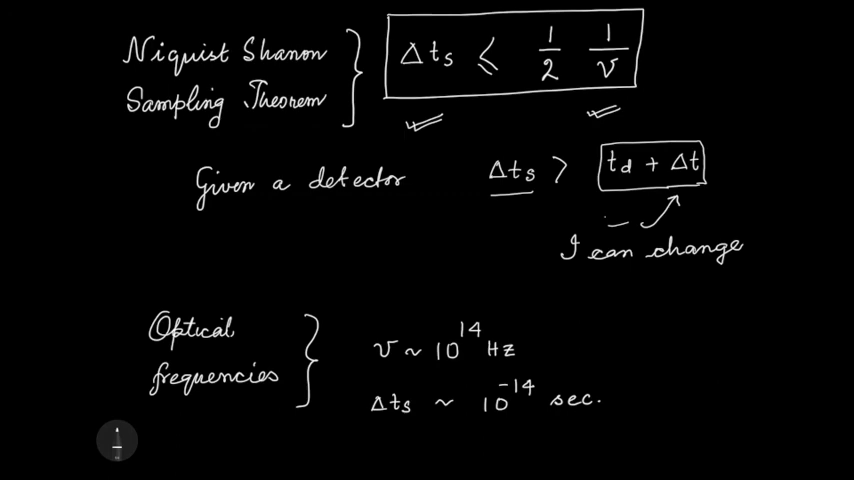 Niquist Shanon
Sampling Theorem } Δts ≤ 1/2 1/ν
Given a detector Δts > td + Δt
I can change
Optical
frequencies } ν ~ 10^14 Hz
Δts ~ 10^-14 sec.